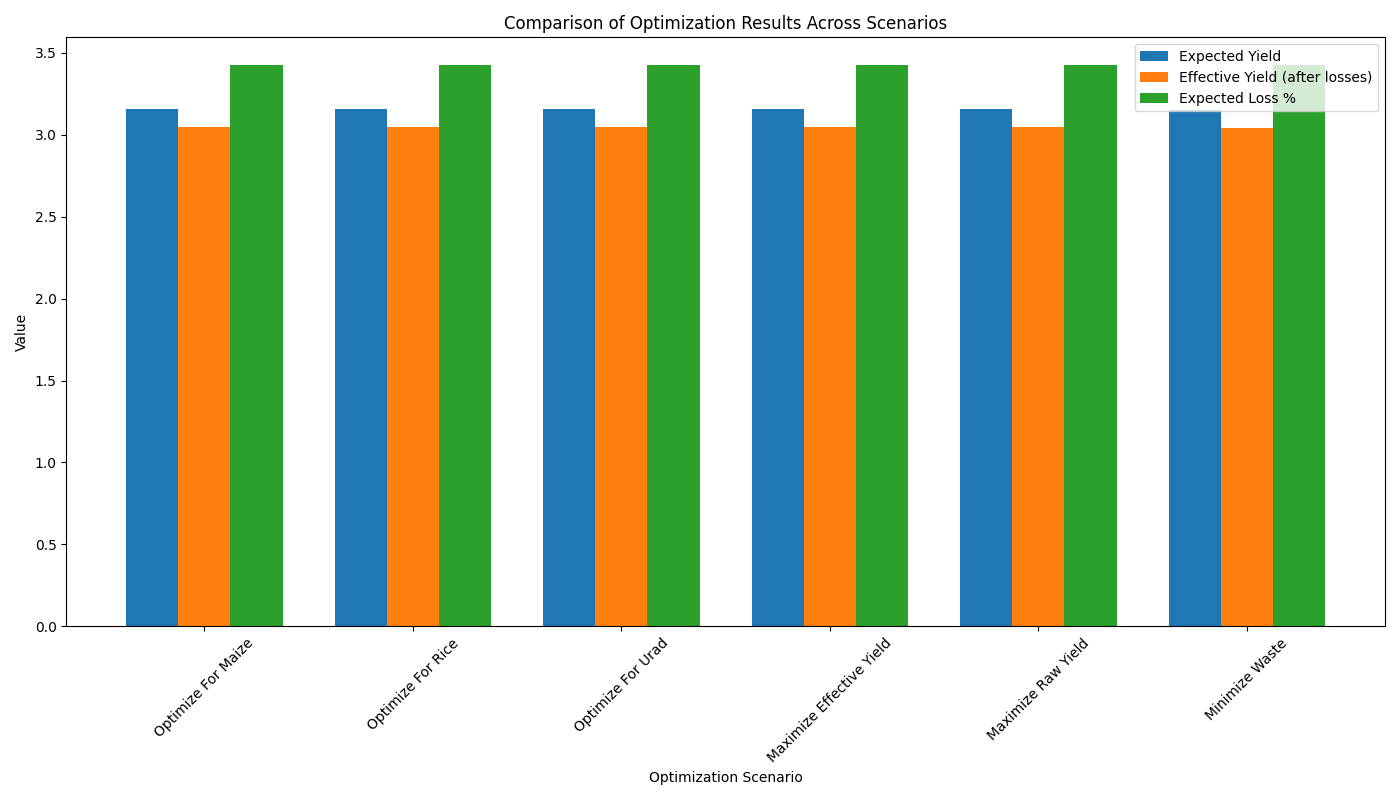 Comparison of Optimization Results Across Scenarios
Expected Yield
Effective Yield (after losses)
Expected Loss %
3.5
3.0
2.5
2.0
1.5
1.0
0.5
0.0
Value
Optimize For Maize
Optimize For Rice
Optimize For Urad
Maximize Effective Yield
Maximize Raw Yield
Minimize Waste
Optimization Scenario